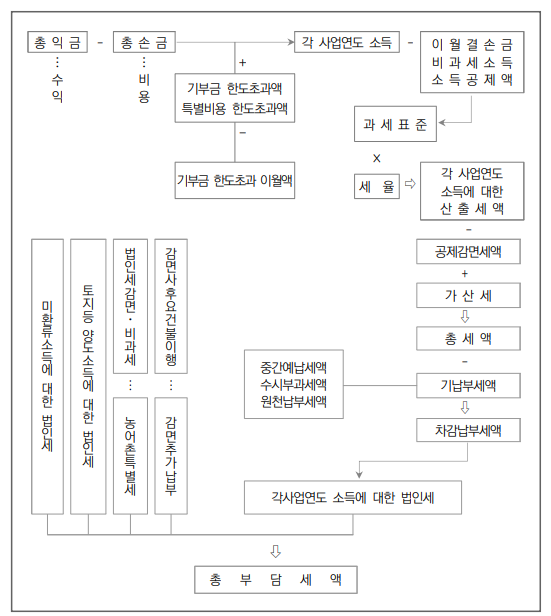 총 익 금 - 총 손 금
각 사업연도 소득 -
이 월 결 손 금
비 과 세 소 득
소 득 공 제 액
⋮
수
익
⋮
비
용
+
기부금 한도초과액
특별비용 한도초과액
-
기부금 한도초과 이월액
과 세 표 준
x
세 율
각 사업연도
소득에 대한
산 출 세 액
-
공제감면세액
+
가 산 세
총 세 액
-
중간예납세액
수시부과세액
원천납부세액
기납부세액
차감납부세액
각사업연도 소득에 대한 법인세
미환류소득에 대한 법인세
토지등 양도소득에 대한 법인세
법인세감면·비과세
⋮
농어촌특별세
감면사후요건불이행
⋮
감면추가납부
총 부 담 세 액